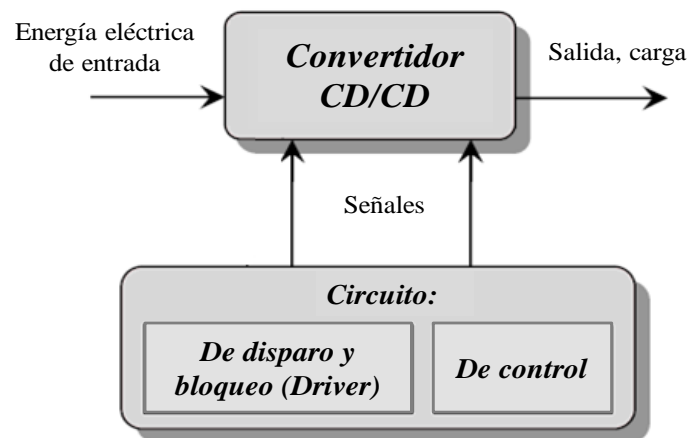 Energía eléctrica
de entrada
Convertidor
CD/CD
Salida, carga
Señales
Circuito:
De disparo y
bloqueo (Driver)
De control